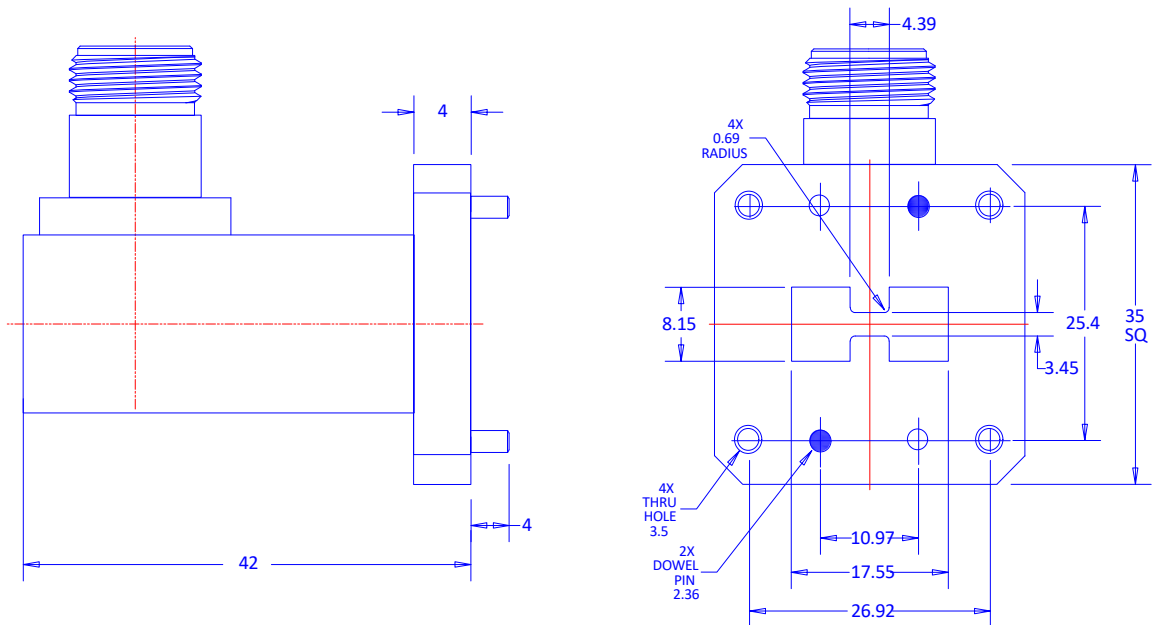 4
42
4
4.39
4X
0.69
RADIUS
8.15
25.4
35
SQ
3.45
4X
THRU
HOLE
3.5
2X
DOWEL
PIN
2.36
10.97
17.55
26.92